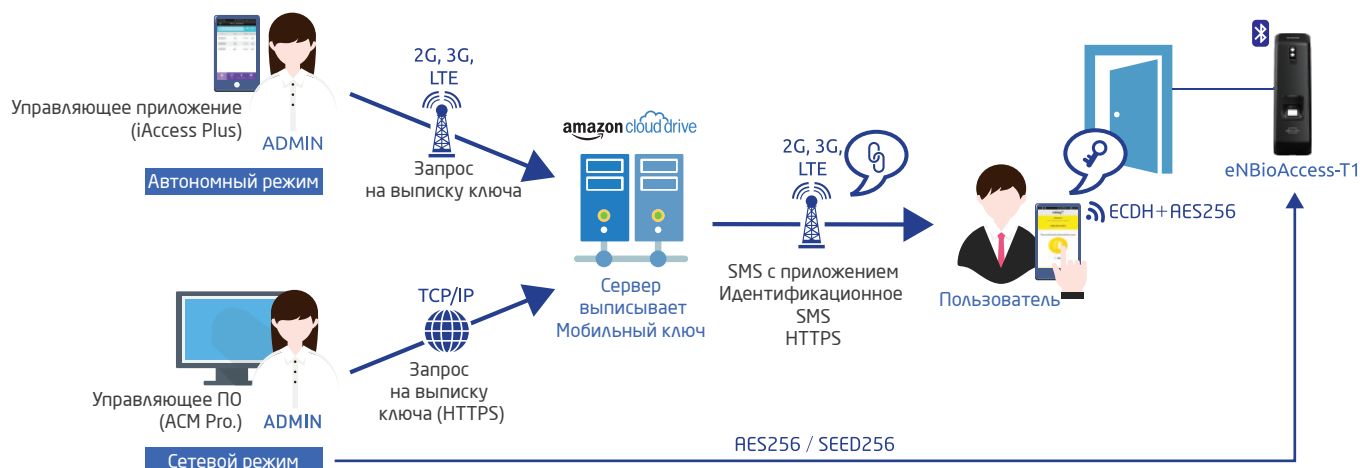 Управляющее приложение
(iAccess Plus)
ADMIN
Автономный режим
2G, 3G,
LTE
Запрос
на выписку ключа
amazon cloud drive
Сервер
выписывает
Мобильный ключ
2G, 3G,
LTE
SMS с приложением
Идентификационное
SMS
HTTPS
Пользователь
ECDH+AES256
eNBioAccess-T1
Управляющее ПО
(ACM Pro.)
ADMIN
Сетевой режим
TCP/IP
Запрос
на выписку
ключа (HTTPS)
AES256 / SEED256